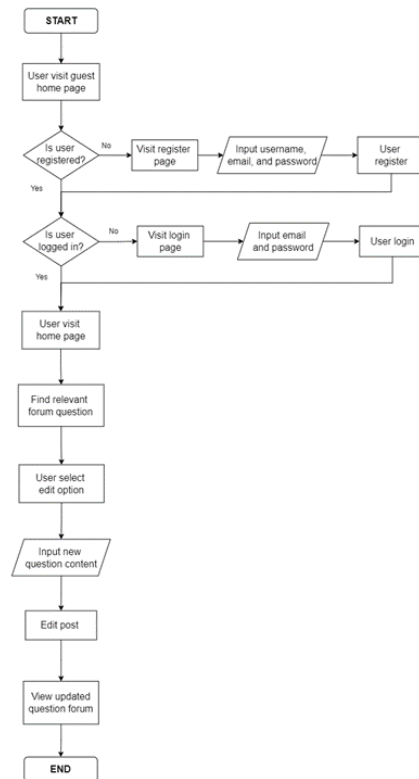 START
User visit guest
home page
Is user
registered?
No
Visit register
page
Input username,
email, and password
User
register
Yes
Is user
logged in?
No
Visit login
page
Input email
and password
User login
Yes
User visit
home page
Find relevant
forum question
User select
edit option
Input new
question content
Edit post
View updated
question forum
END